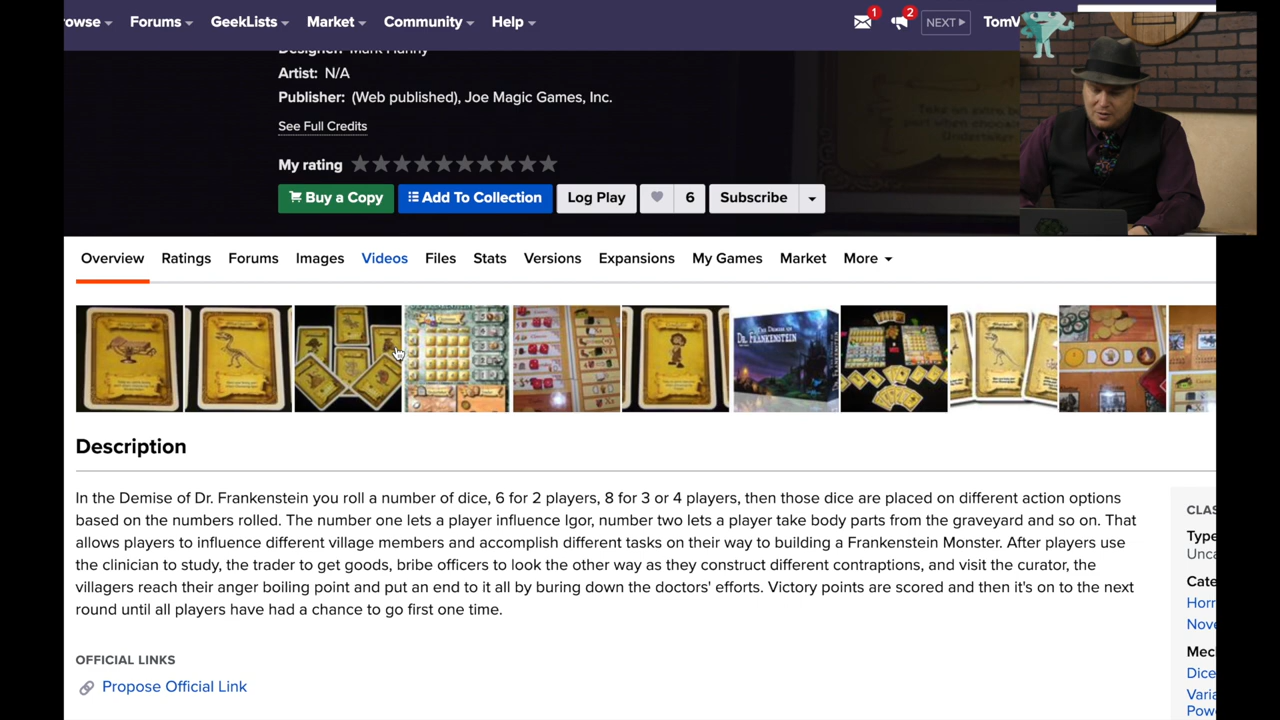 Forums
GeekLists
Market
Community
Help
1
2
NEXT
Artist: N/A
Publisher: (Web published), Joe Magic Games, Inc.
See Full Credits
My rating
Buy a Copy
Add To Collection
Log Play
6
Subscribe
Overview
Ratings
Forums
Images
Videos
Files
Stats
Versions
Expansions
My Games
Market
More
The Demise of
Dr. Frankenstein
Description
In the Demise of Dr. Frankenstein you roll a number of dice, 6 for 2 players, 8 for 3 or 4 players, then those dice are placed on different action options
based on the numbers rolled. The number one lets a player influence Igor, number two lets a player take body parts from the graveyard and so on. That
allows players to influence different village members and accomplish different tasks on their way to building a Frankenstein Monster. After players use
the clinician to study, the trader to get goods, bribe officers to look the other way as they construct different contraptions, and visit the curator, the
villagers reach their anger boiling point and put an end to it all by buring down the doctors' efforts. Victory points are scored and then it's on to the next
round until all players have had a chance to go first one time.
OFFICIAL LINKS
Propose Official Link
Type
Dice